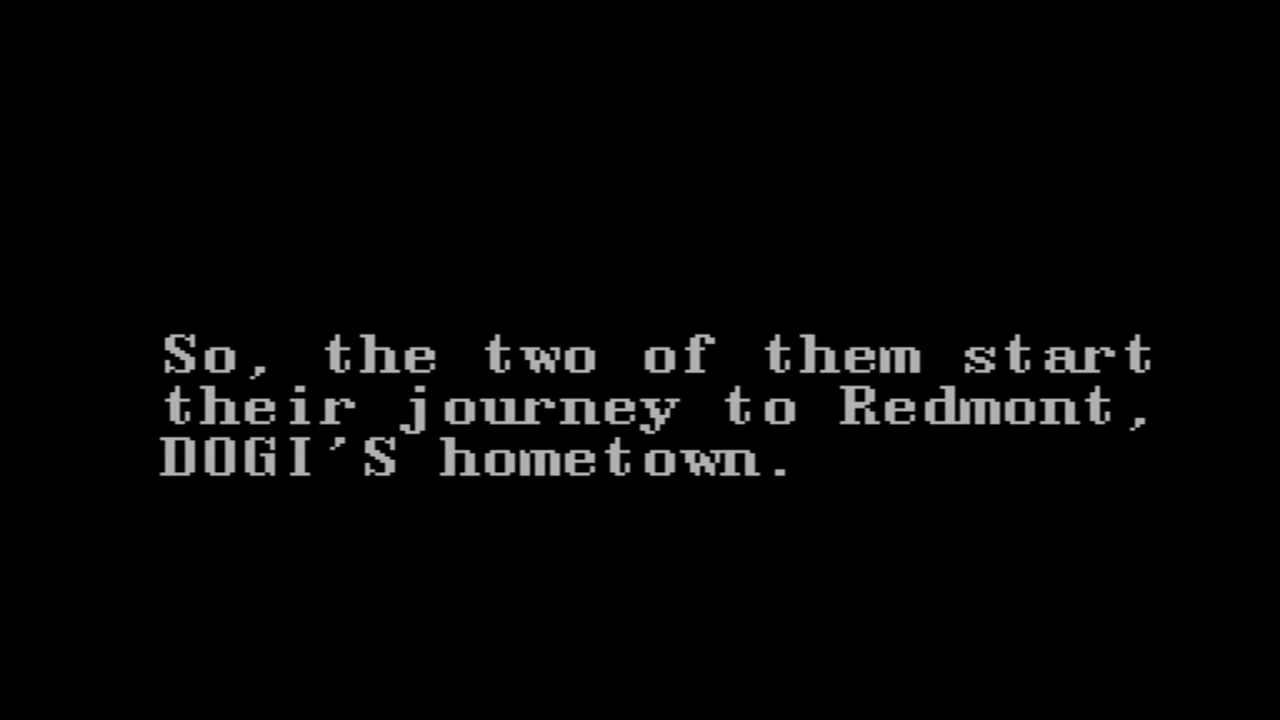 So, the two of them start
their journey to Redmont,
DOGI'S hometown.